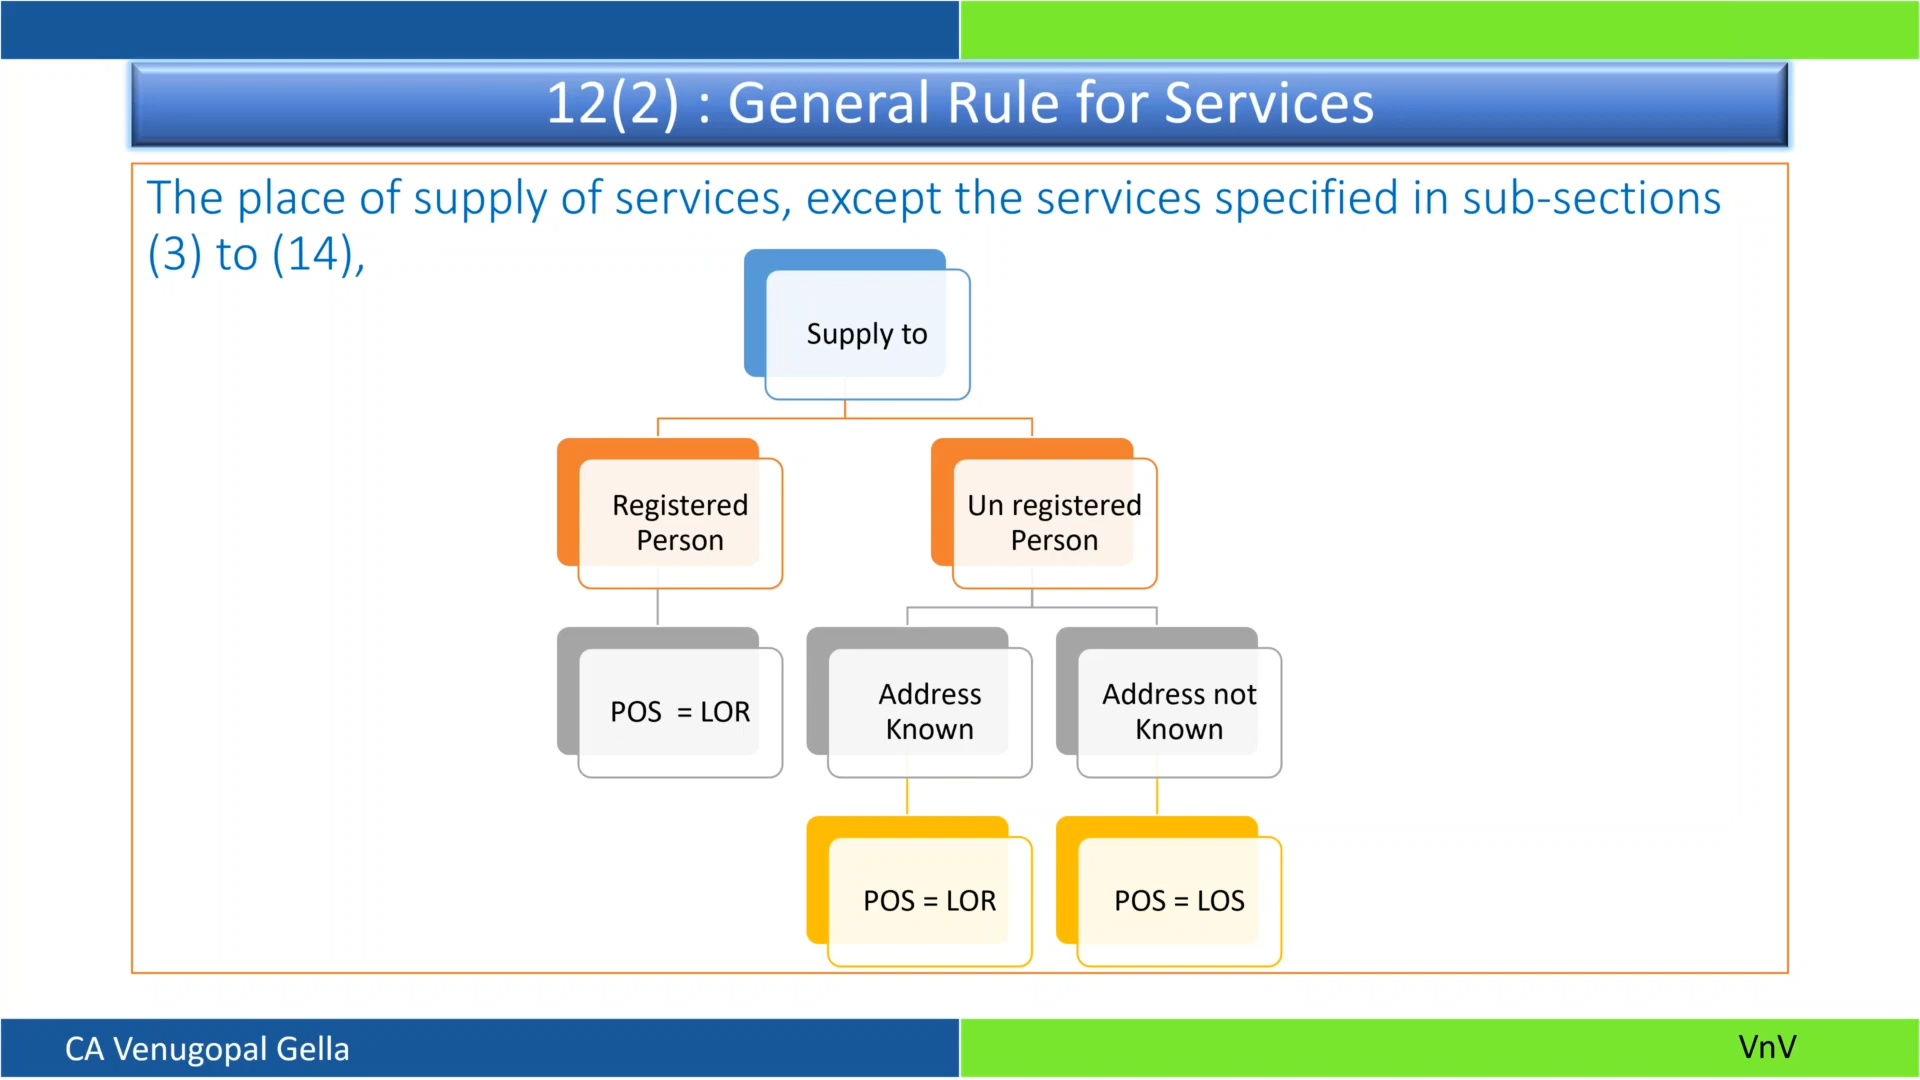 12(2) : General Rule for Services
The place of supply of services, except the services specified in sub-sections
(3) to (14),
Supply to
Registered
Person
Un registered
Person
POS = LOR
Address
Known
Address not
Known
POS = LOR
POS = LOS
CA Venugopal Gella
VnV